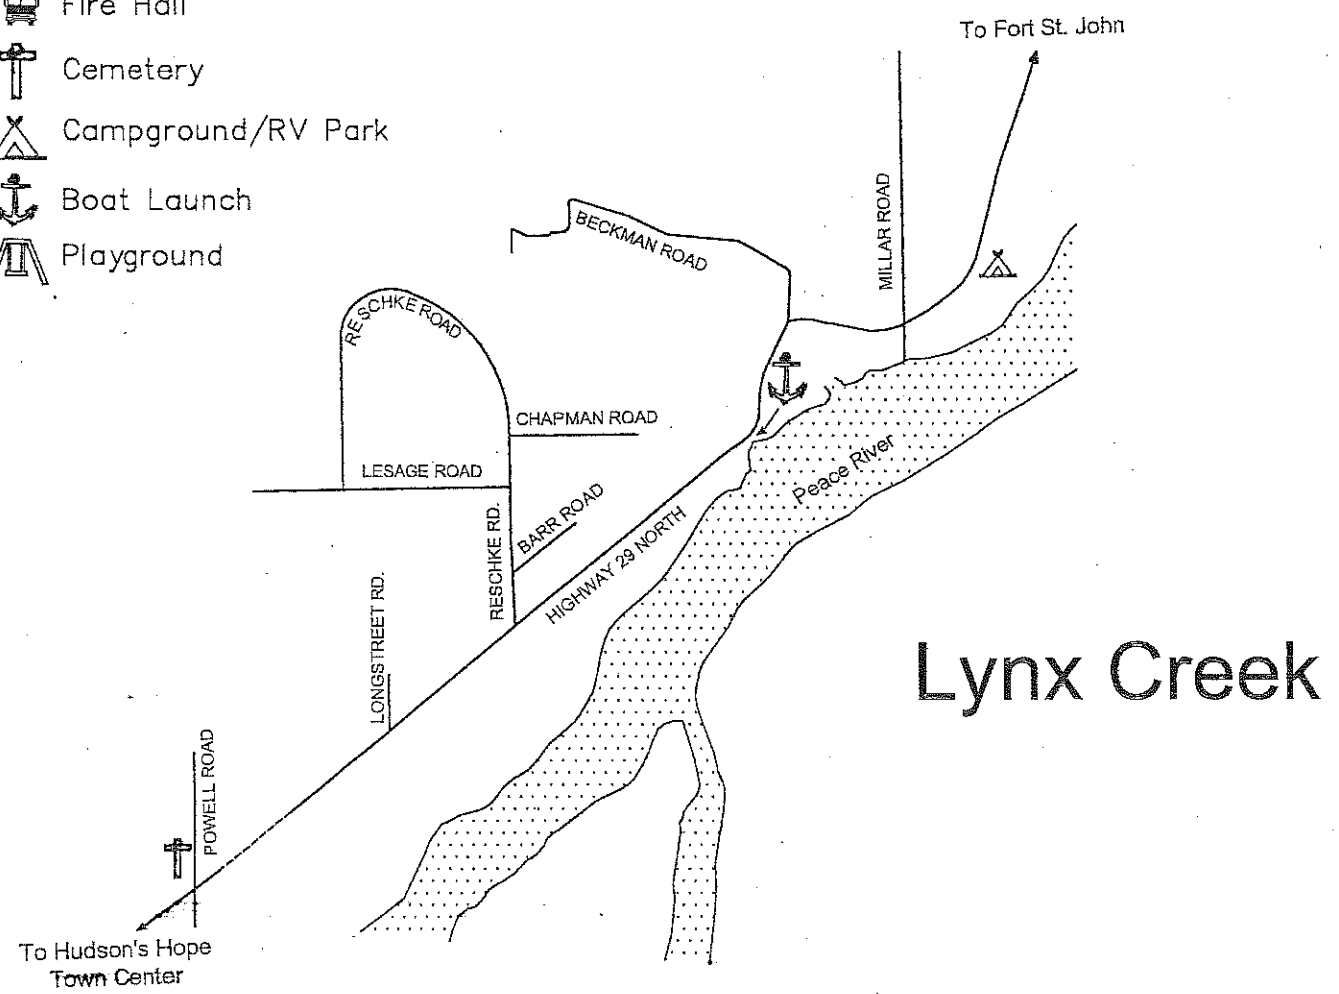 Fire Hall
Cemetery
Campground/RV Park
Boat Launch
Playground
To Fort St. John
MILLAR ROAD
BECKMAN ROAD
RESCHKE ROAD
CHAPMAN ROAD
LESAGE ROAD
Peace River
RESCHKE RD.
BARR ROAD
HIGHWAY 29 NORTH
LONGSTREET RD.
Lynx Creek
POWELL ROAD
To Hudson's Hope
Town Center